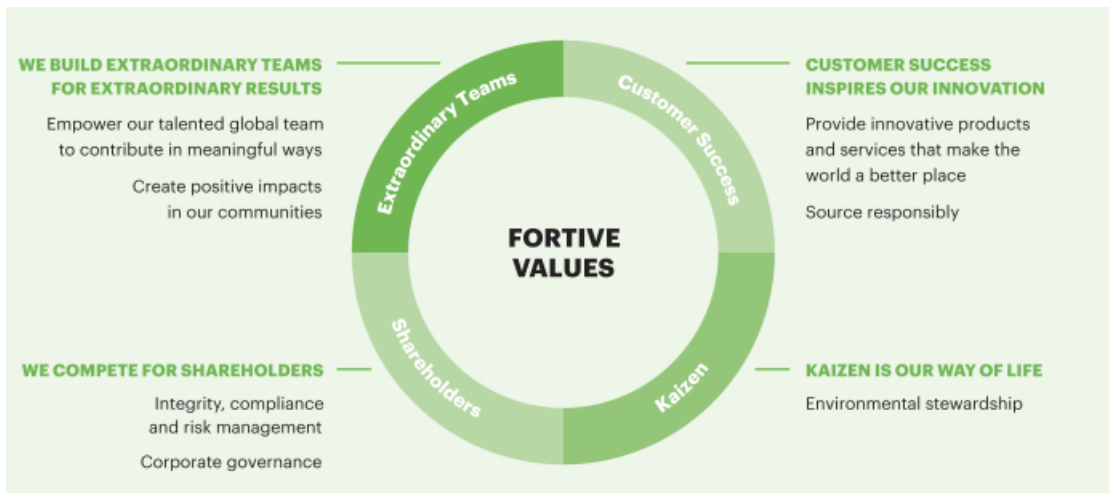 WE BUILD EXTRAORDINARY TEAMS
FOR EXTRAORDINARY RESULTS
Empower our talented global team
to contribute in meaningful ways
Create positive impacts
in our communities
Extraordinary Teams
Customer Success
CUSTOMER SUCCESS
INSPIRES OUR INNOVATION
Provide innovative products
and services that make the
world a better place
Source responsibly
FORTIVE
VALUES
WE COMPETE FOR SHAREHOLDERS
Integrity, compliance
and risk management
Corporate governance
Shareholders
Kaizen
KAIZEN IS OUR WAY OF LIFE
Environmental stewardship